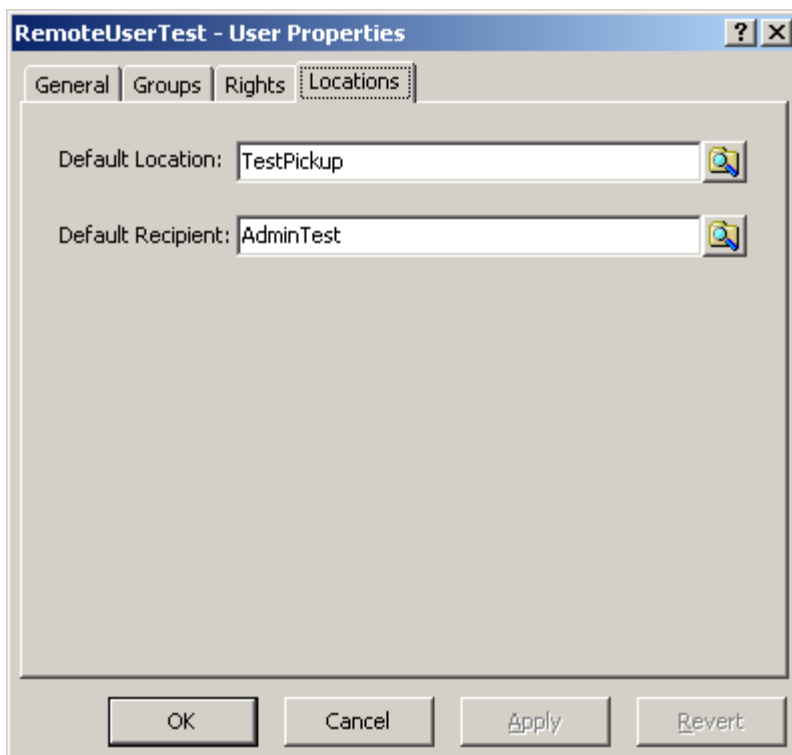 RemoteUserTest - User Properties
General Groups Rights Locations
Default Location: TestPickup
Default Recipient: AdminTest
OK Cancel Apply Revert